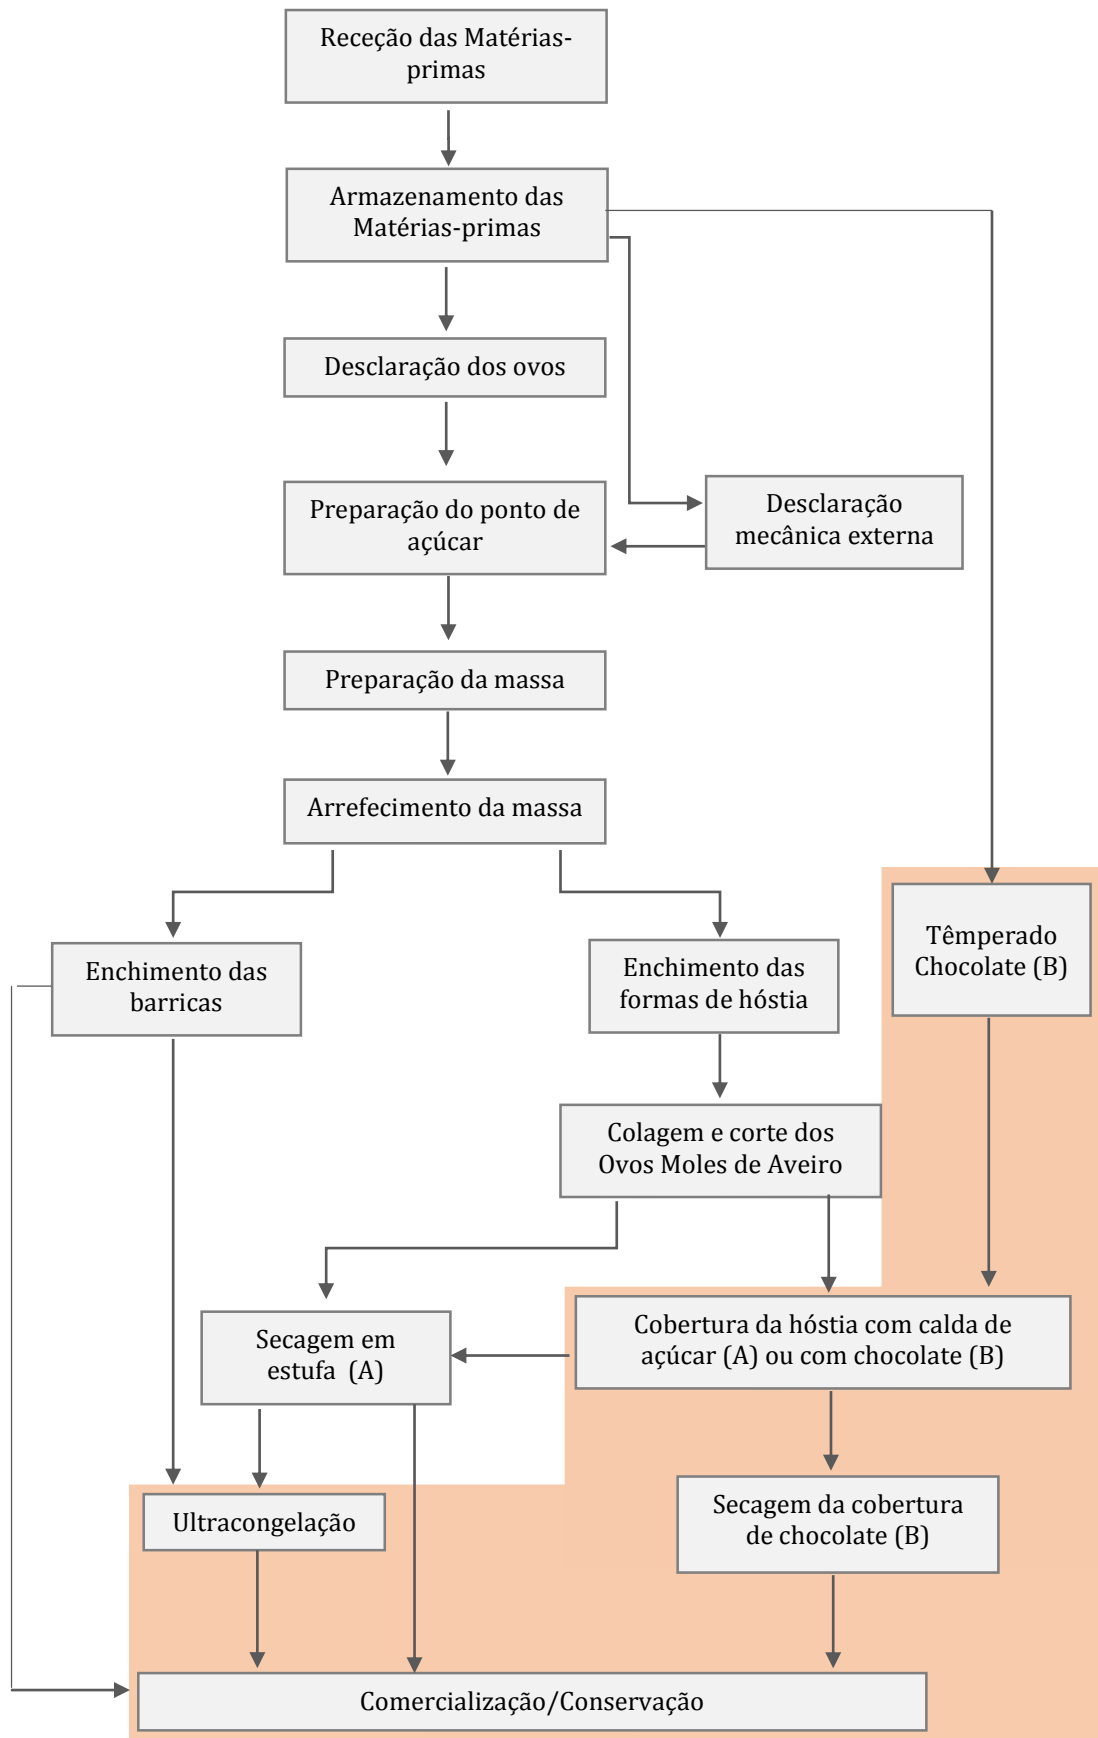 Receção das Matérias-
primas
Armazenamento das
Matérias-primas
Desclaração dos ovos
Preparação do ponto de
açúcar
Desclaração
mecânica externa
Preparação da massa
Arrefecimento da massa
Enchimento das
barricas
Enchimento das
formas de hóstia
Têmperado
Chocolate (B)
Colagem e corte dos
Ovos Moles de Aveiro
Secagem em
estufa (A)
Cobertura da hóstia com calda de
açúcar (A) ou com chocolate (B)
Ultracongelação
Secagem da cobertura
de chocolate (B)
Comercialização/Conservação